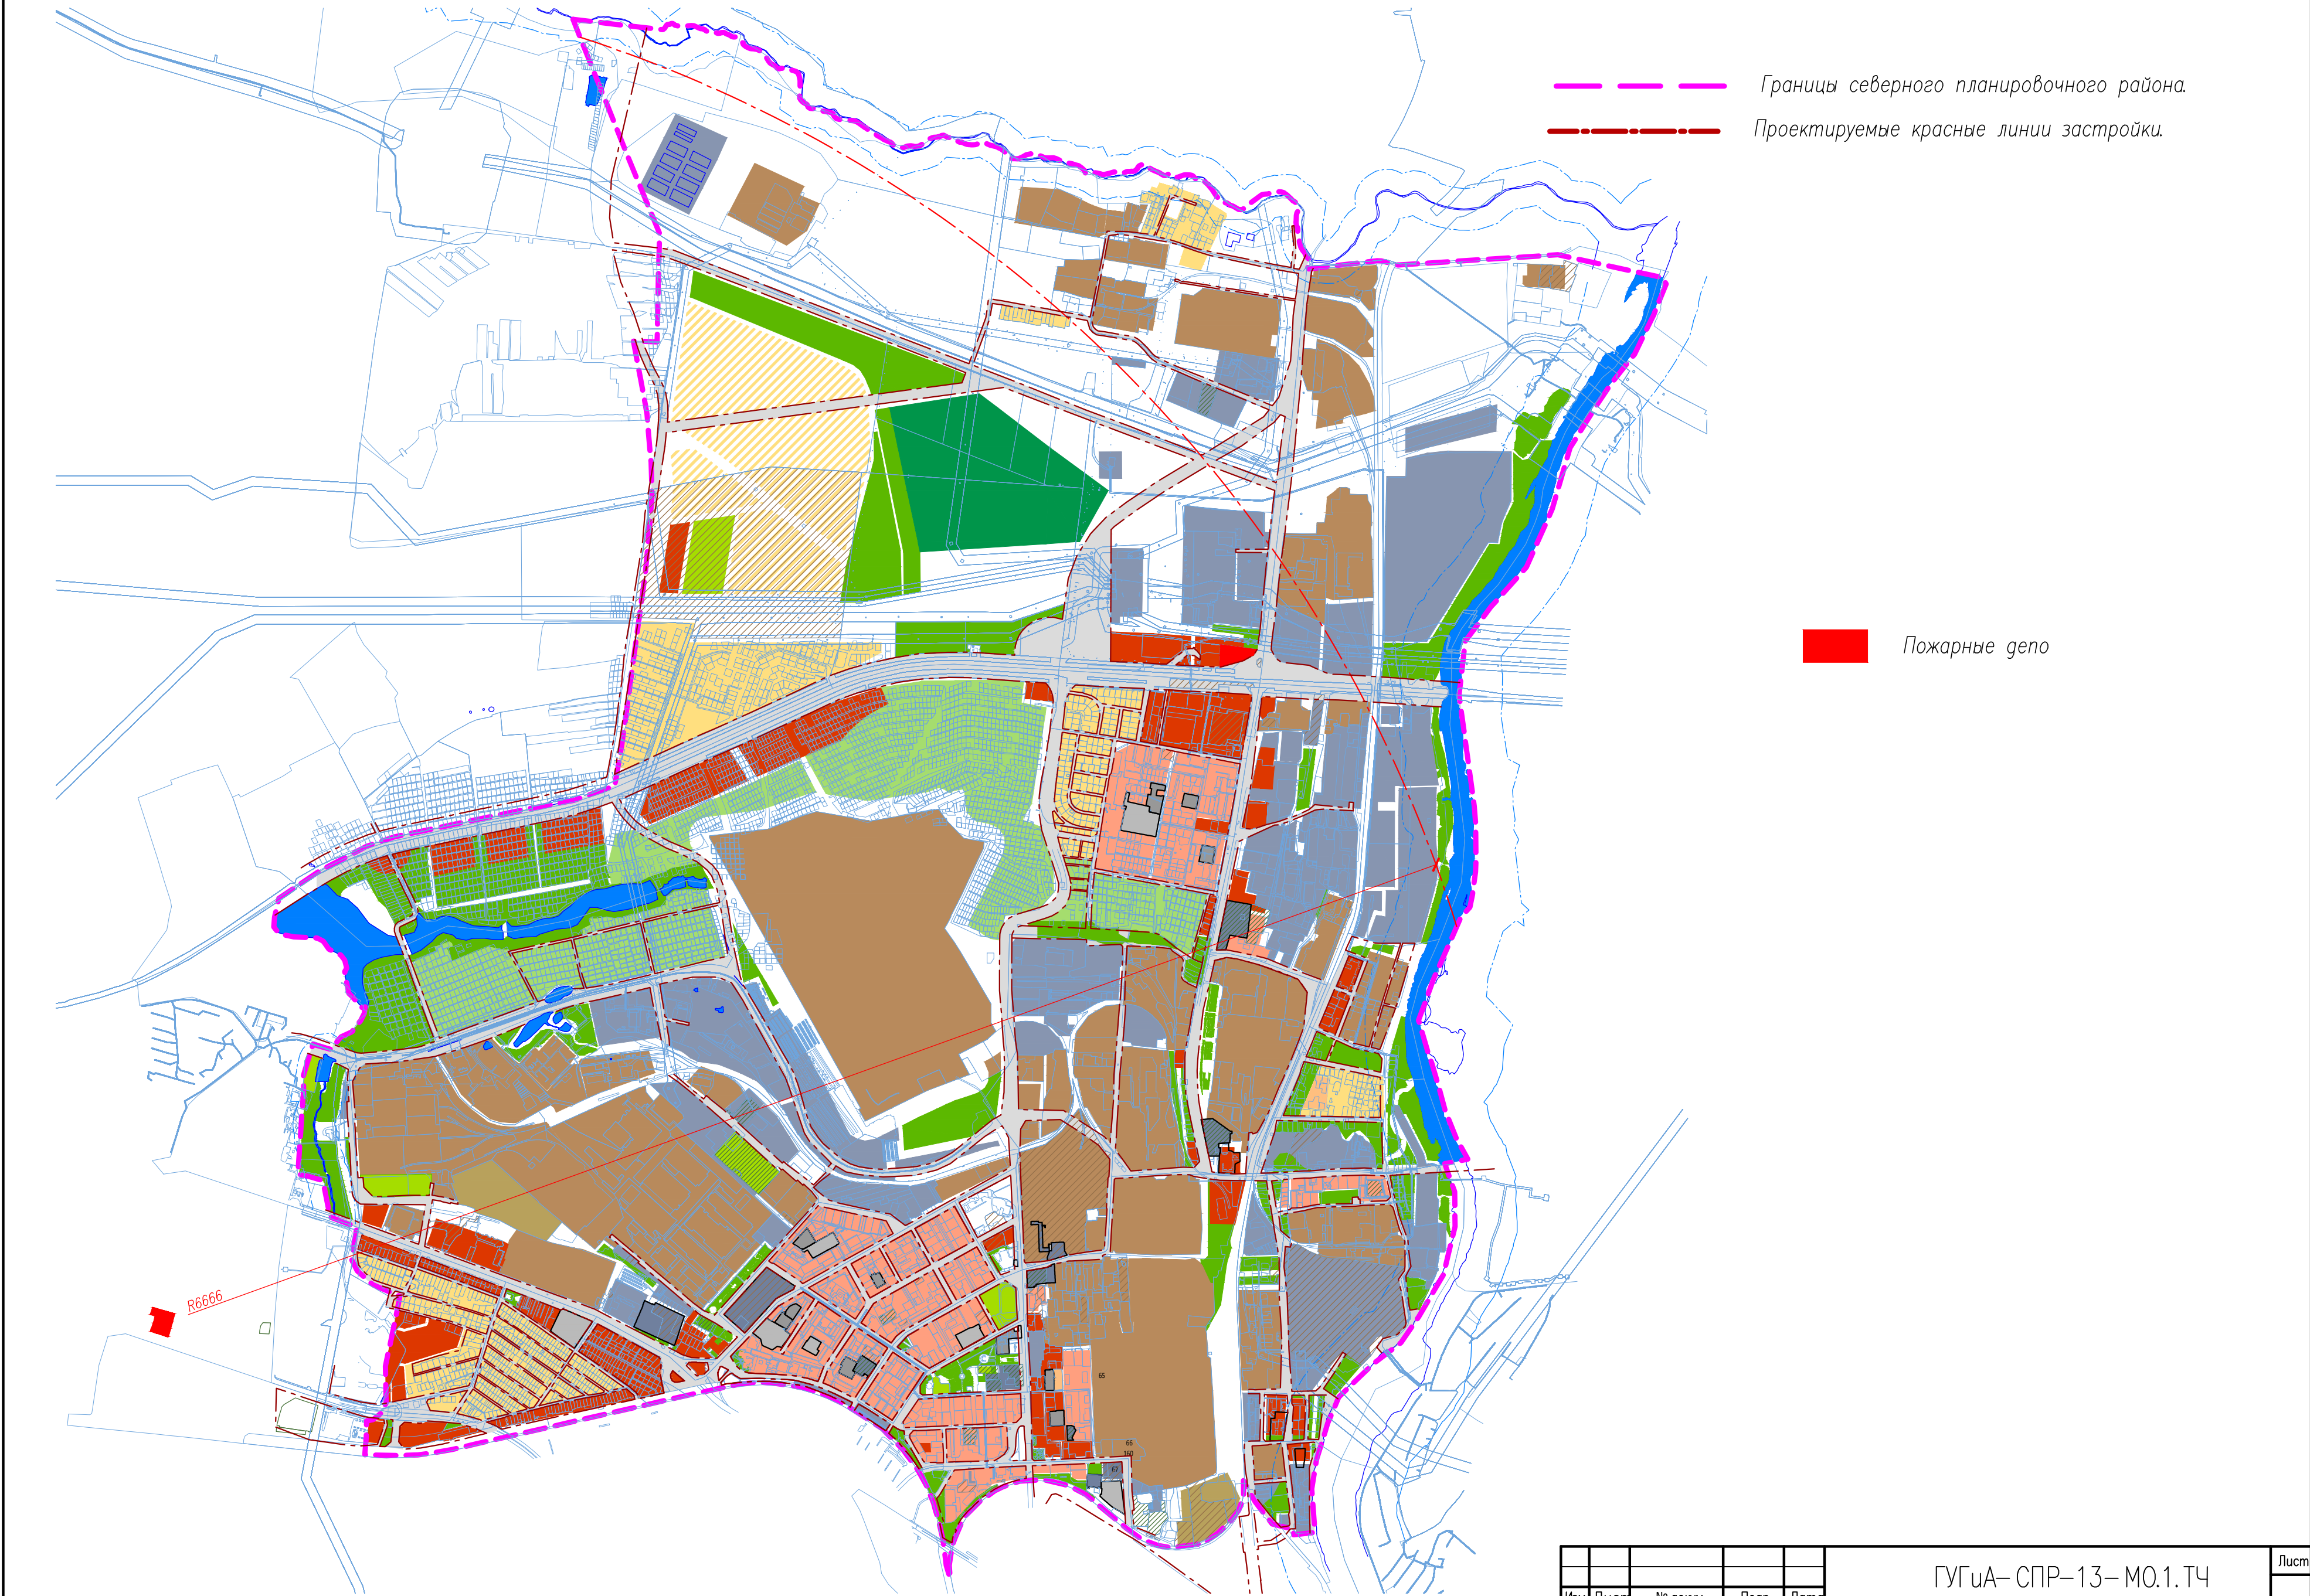 Границы северного планировочного района.
Проектируемые красные линии застройки.
Пожарные депо
R6666
65
66
160
67
ГУГиА-СПР-13-МО.1.ТЧ
Лист